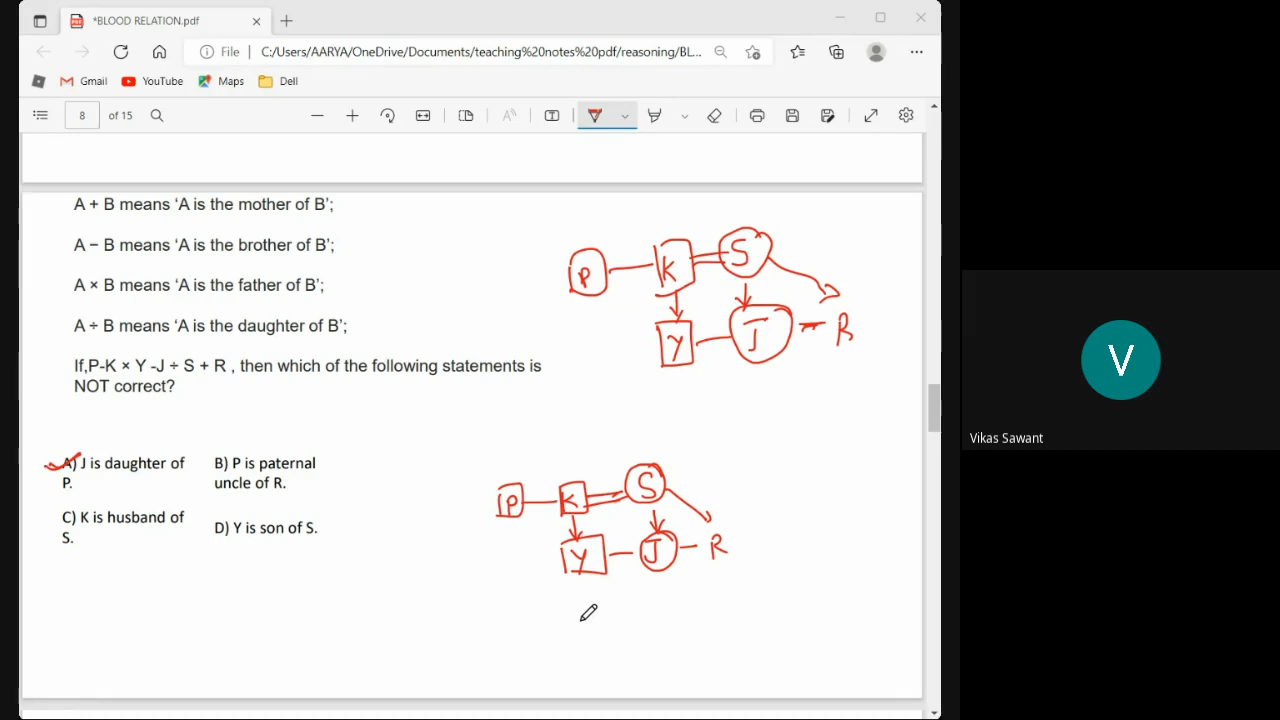 *BLOOD RELATION.pdf
File C:/Users/AARYA/OneDrive/Documents/teaching%20notes%20pdf/reasoning/BL...
Gmail YouTube Maps Dell
8 of 15
A + B means ‘A is the mother of B’;
A − B means ‘A is the brother of B’;
A × B means ‘A is the father of B’;
A ÷ B means ‘A is the daughter of B’;
If,P-K × Y -J ÷ S + R , then which of the following statements is
NOT correct?
P K S
Y J R
A) J is daughter of
P.
B) P is paternal
uncle of R.
C) K is husband of
S.
D) Y is son of S.
P K S
Y J R
V
Vikas Sawant